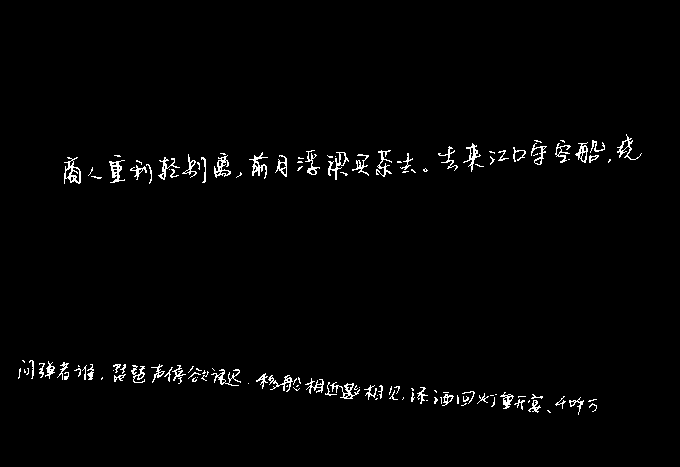 商人重利轻别离,前月浮梁买茶去。去来江口守空船,绕
问弹者谁,琵琶声停欲语迟.移船相近邀相见,添酒回灯重开宴、千呼万